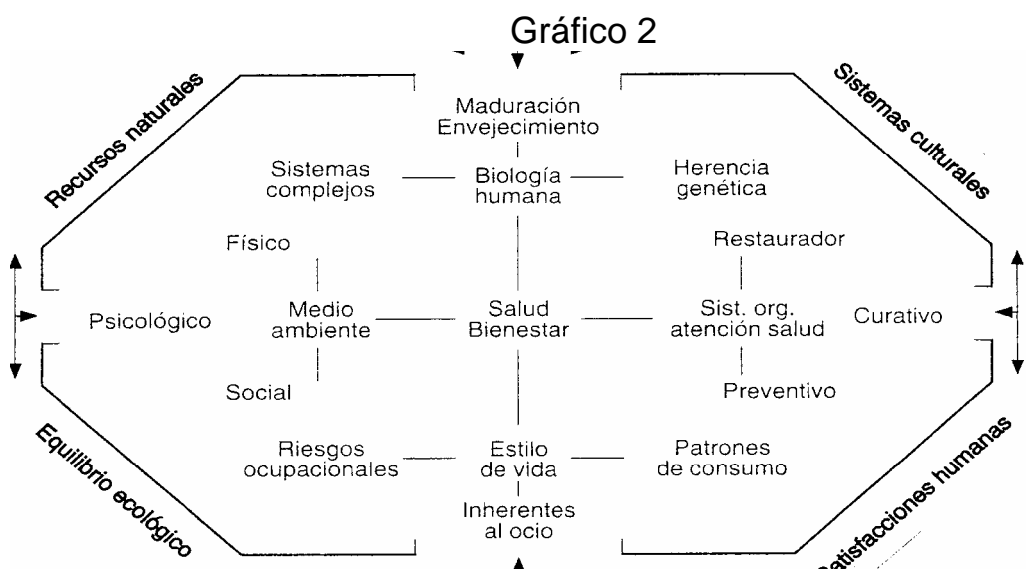 Gráfico 2
Recursos naturales
Sistemas culturales
Maduración
Envejecimiento
Sistemas
complejos
Biología
humana
Herencia
genética
Físico
Restaurador
Psicológico
Medio
ambiente
Salud
Bienestar
Sist. org.
atención salud
Curativo
Social
Preventivo
Riesgos
ocupacionales
Estilo
de vida
Patrones
de consumo
Inherentes
al ocio
Equilibrio ecológico
Satisfacciones humanas